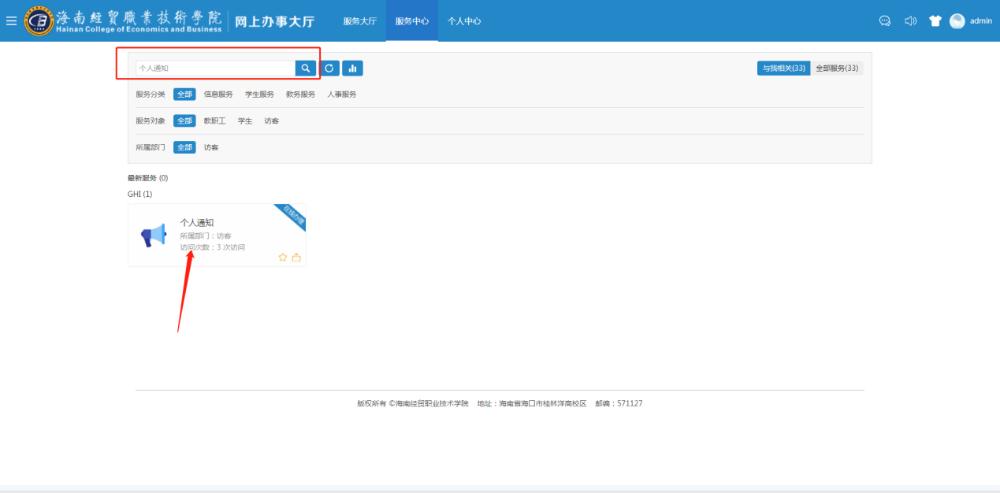 海南經貿職業技術學院 网上办事大厅 服务大厅 服务中心 个人中心 admin
Hainan College of Economics and Business
个人通知 与我相关(33) 全部服务(33)
服务分类 全部 信息服务 学生服务 教务服务 人事服务
服务对象 全部 教职工 学生 访客
所属部门 全部 访客
最新服务 (0)
GHI (1)
在线办理
个人通知
所属部门：访客
访问次数：3 次访问
版权所有 ©海南经贸职业技术学院 地址：海南省海口市桂林洋高校区 邮编：571127